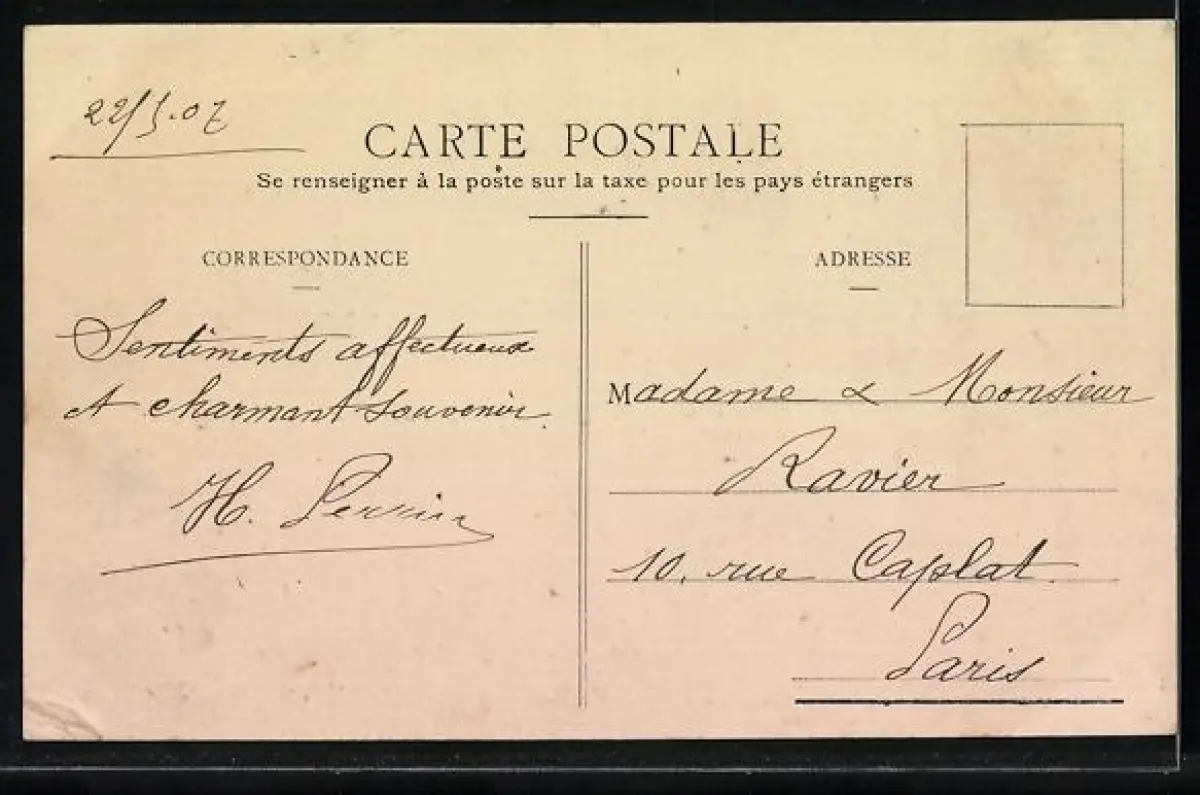 22/5.07
CARTE POSTALE
Se renseigner à la poste sur la taxe pour les pays étrangers
CORRESPONDANCE
Sentiments affectueux
et charmant souvenir.
H. Perrin
ADRESSE
Madame & Monsieur
Ravier
10, rue Caplat
Paris